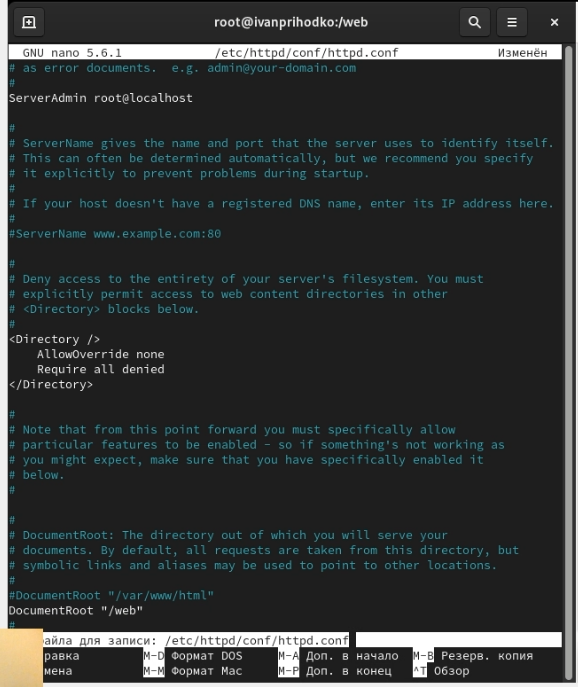 root@ivanprihodko:/web
GNU nano 5.6.1 /etc/httpd/conf/httpd.conf Изменён
# as error documents.  e.g. admin@your-domain.com
#
ServerAdmin root@localhost
#
# ServerName gives the name and port that the server uses to identify itself.
# This can often be determined automatically, but we recommend you specify
# it explicitly to prevent problems during startup.
#
# If your host doesn't have a registered DNS name, enter its IP address here.
#
#ServerName www.example.com:80
#
# Deny access to the entirety of your server's filesystem. You must
# explicitly permit access to web content directories in other
# <Directory> blocks below.
#
<Directory />
    AllowOverride none
    Require all denied
</Directory>
#
# Note that from this point forward you must specifically allow
# particular features to be enabled - so if something's not working as
# you might expect, make sure that you have specifically enabled it
# below.
#
#
# DocumentRoot: The directory out of which you will serve your
# documents. By default, all requests are taken from this directory, but
# symbolic links and aliases may be used to point to other locations.
#
#DocumentRoot "/var/www/html"
DocumentRoot "/web"
#
айла для записи: /etc/httpd/conf/httpd.conf
равка M-D Формат DOS M-A Доп. в начало M-B Резерв. копия
мена M-M Формат Mac M-P Доп. в конец ^T Обзор